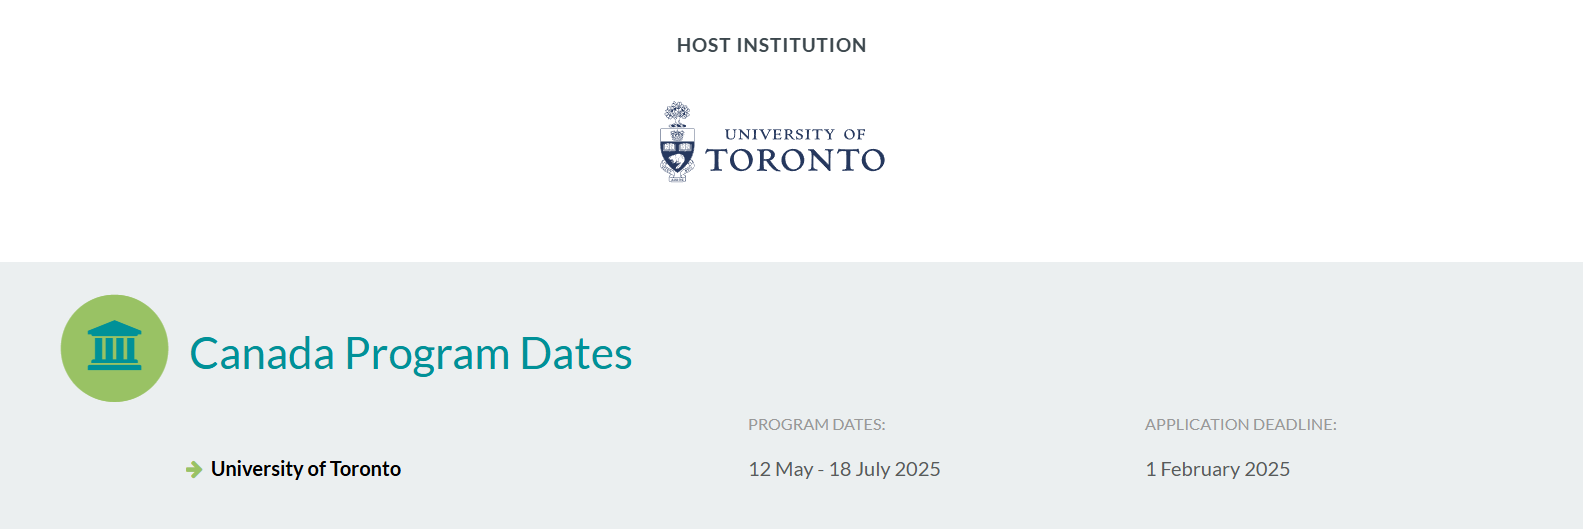 HOST INSTITUTION
UNIVERSITY OF
TORONTO
Canada Program Dates
PROGRAM DATES:
APPLICATION DEADLINE:
University of Toronto
12 May - 18 July 2025
1 February 2025